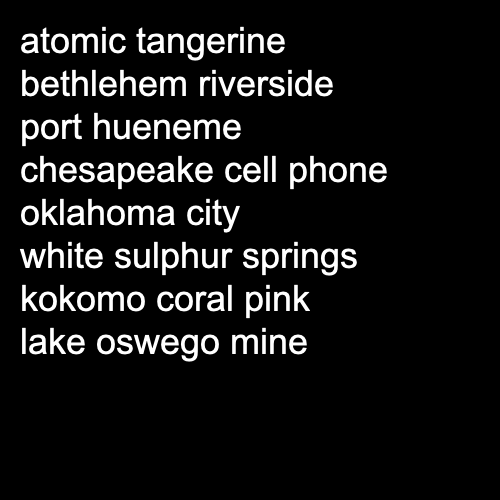 atomic tangerine
bethlehem riverside
port hueneme
chesapeake cell phone
oklahoma city
white sulphur springs
kokomo coral pink
lake oswego mine